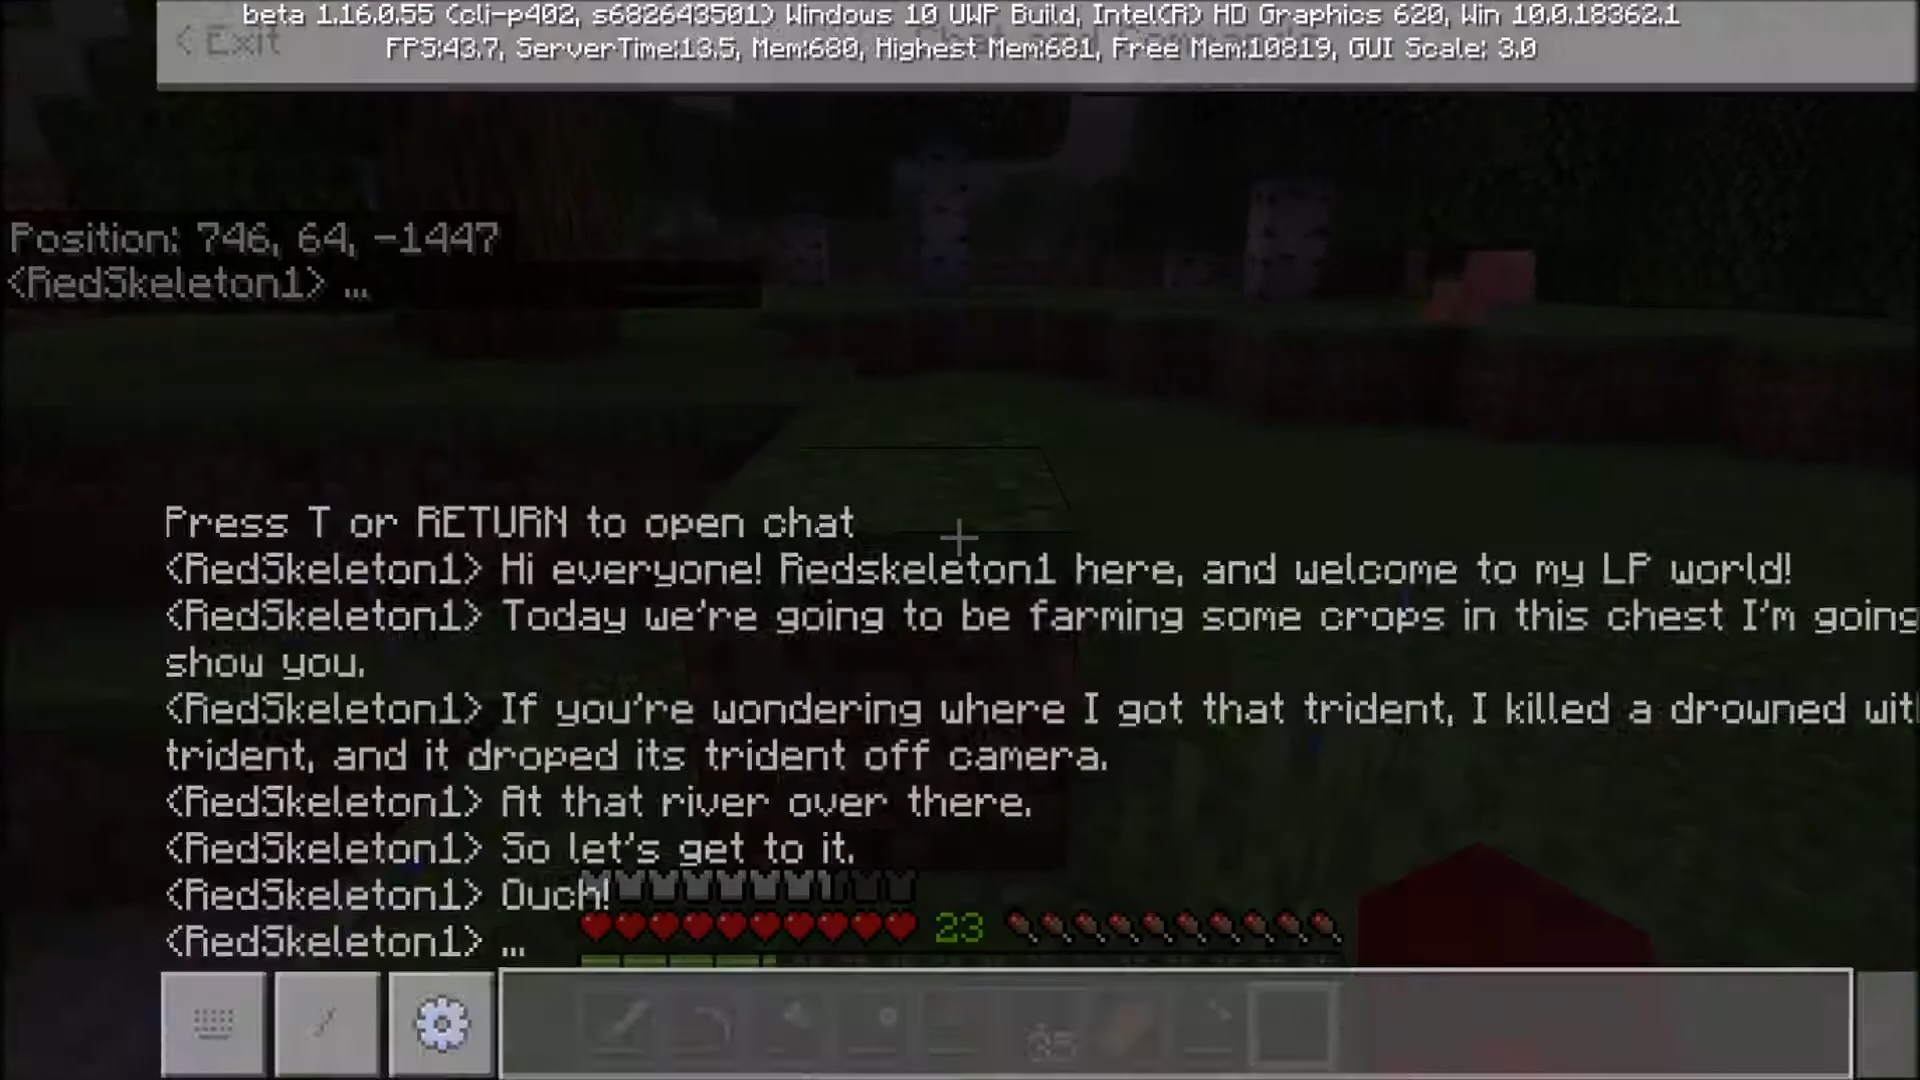 beta 1.16.0.55 (cli-p402, s682643501) Windows 10 UWP Build, Intel(R) HD Graphics 620, Win 10.0.18362.1
< Exit
Chat and Commands
FPS:43.7, ServerTime:13.5, Mem:680, Highest Mem:681, Free Mem:10819, GUI Scale: 3.0
Position: 746, 64, -1447
<RedSkeleton1> ...
Press T or RETURN to open chat
<RedSkeleton1> Hi everyone! Redskeleton1 here, and welcome to my LP world!
<RedSkeleton1> Today we're going to be farming some crops in this chest I'm going
show you.
<RedSkeleton1> If you're wondering where I got that trident, I killed a drowned wit
trident, and it droped its trident off camera.
<RedSkeleton1> At that river over there.
<RedSkeleton1> So let's get to it.
<RedSkeleton1> Ouch!
<RedSkeleton1> ...
23
/
35